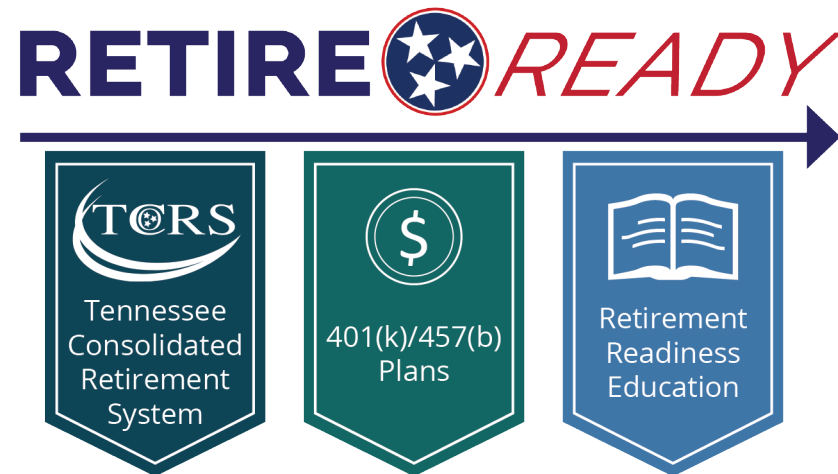 RETIRE READY
TCRS
Tennessee
Consolidated
Retirement
System
$
401(k)/457(b)
Plans
Retirement
Readiness
Education